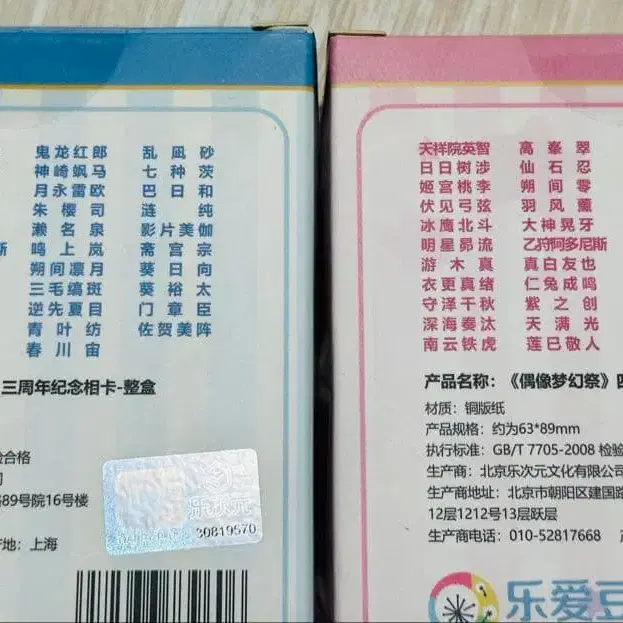 鬼龙红郎 乱凪砂
神崎飒马 七种茨
月永雷欧 巴日和
朱樱司 涟纯
濑名泉 影片美伽
斯 鸣上岚 斋宫宗
朔间凛月 葵日向
三毛缟斑 葵裕太
逆先夏目 门章臣
青叶纺 佐贺美阵
春川宙
三周年纪念相卡-整盒
合格
司
89号院16号楼
产地：上海
30819570
天祥院英智 高峯翠
日日树涉 仙石忍
姬宫桃李 朔间零
伏见弓弦 羽风薰
冰鹰北斗 大神晃牙
明星昴流 乙狩阿多尼斯
游木真 真白友也
衣更真绪 仁兔成鸣
守泽千秋 紫之创
深海奏汰 天满光
南云铁虎 莲巳敬人
产品名称：《偶像梦幻祭》四
材质：铜版纸
产品规格：约为63*89mm
执行标准：GB/T 7705-2008 检验
生产商：北京乐次元文化有限公司
生产商地址：北京市朝阳区建国路
12层1212号13层跃层
生产商电话：010-52817668
乐爱豆